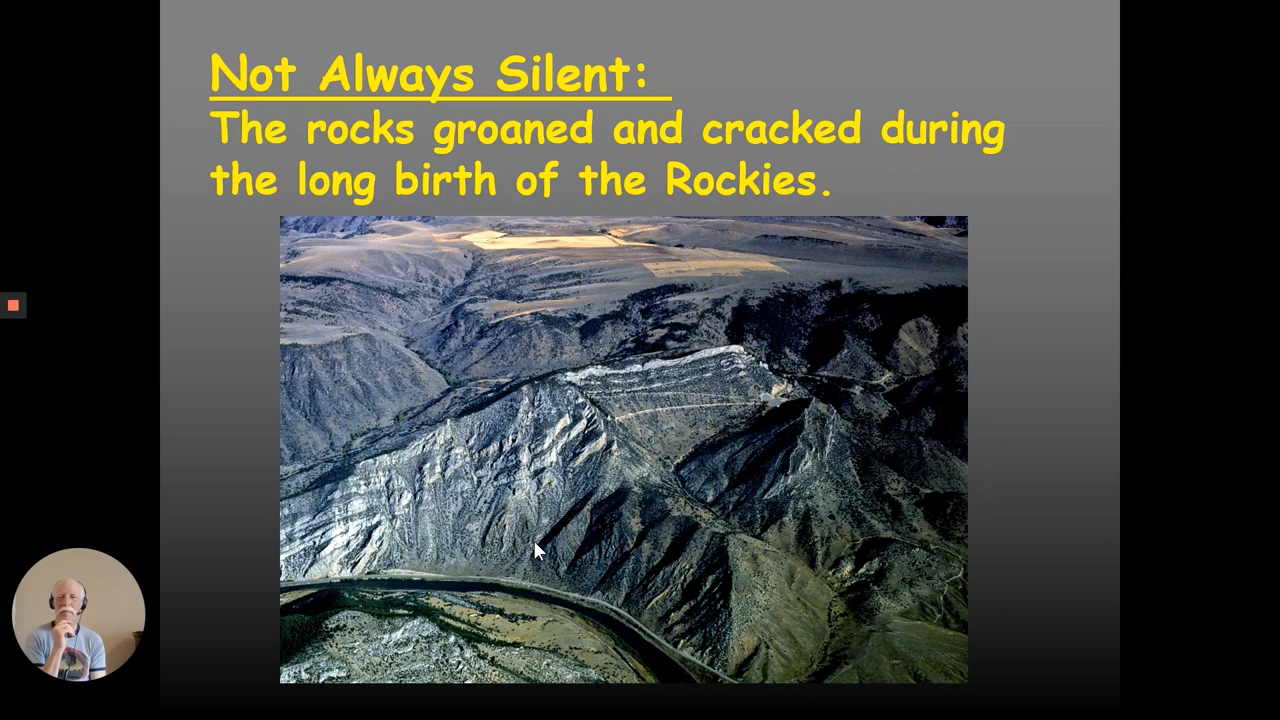 Not Always Silent:
The rocks groaned and cracked during
the long birth of the Rockies.